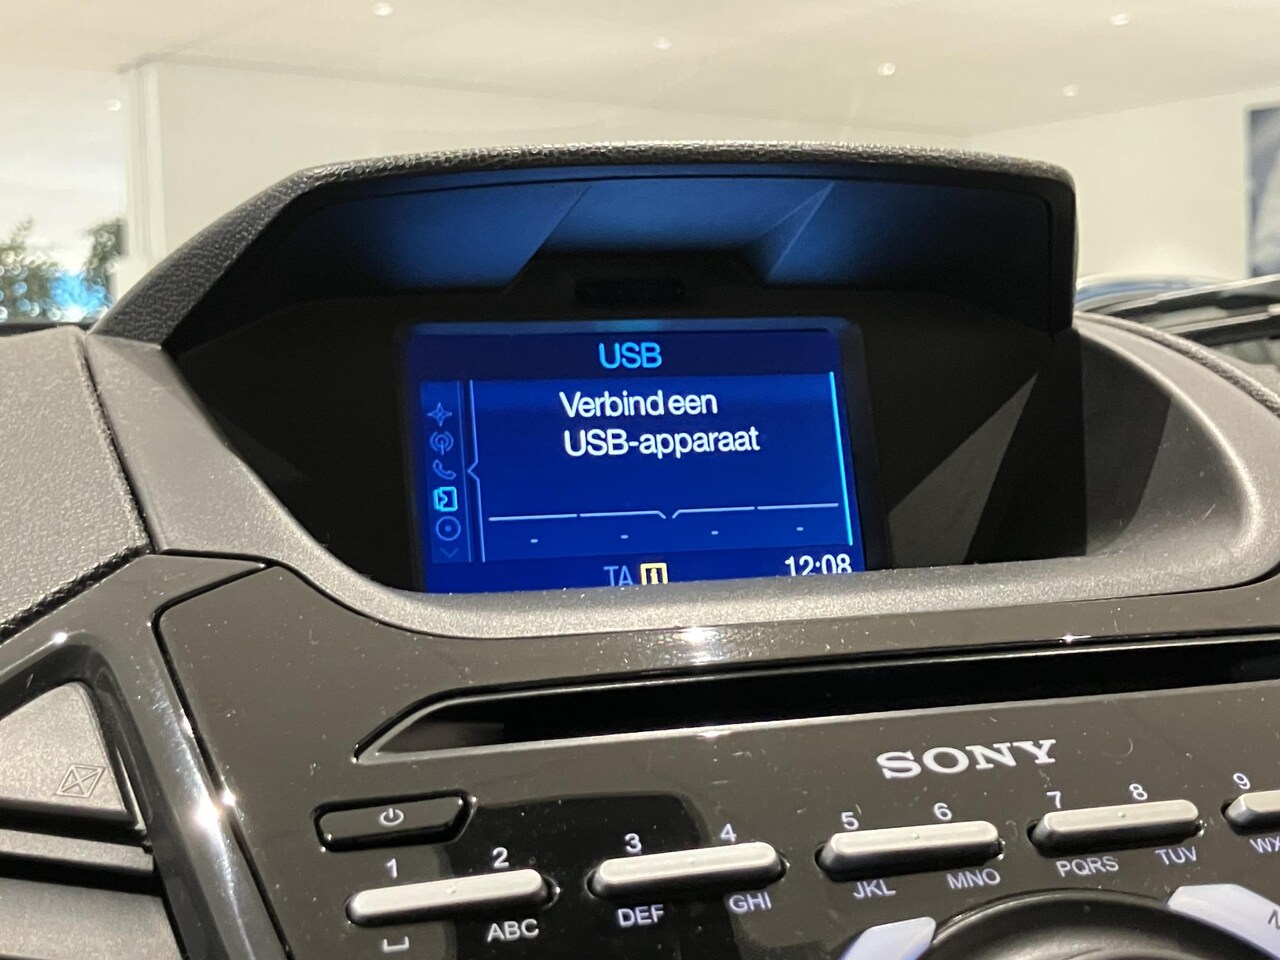 USB
Verbind een
USB-apparaat
- - - -
TA i 12:08
SONY
1 2 3 4 5 6 7 8 9
ABC DEF GHI JKL MNO PQRS TUV